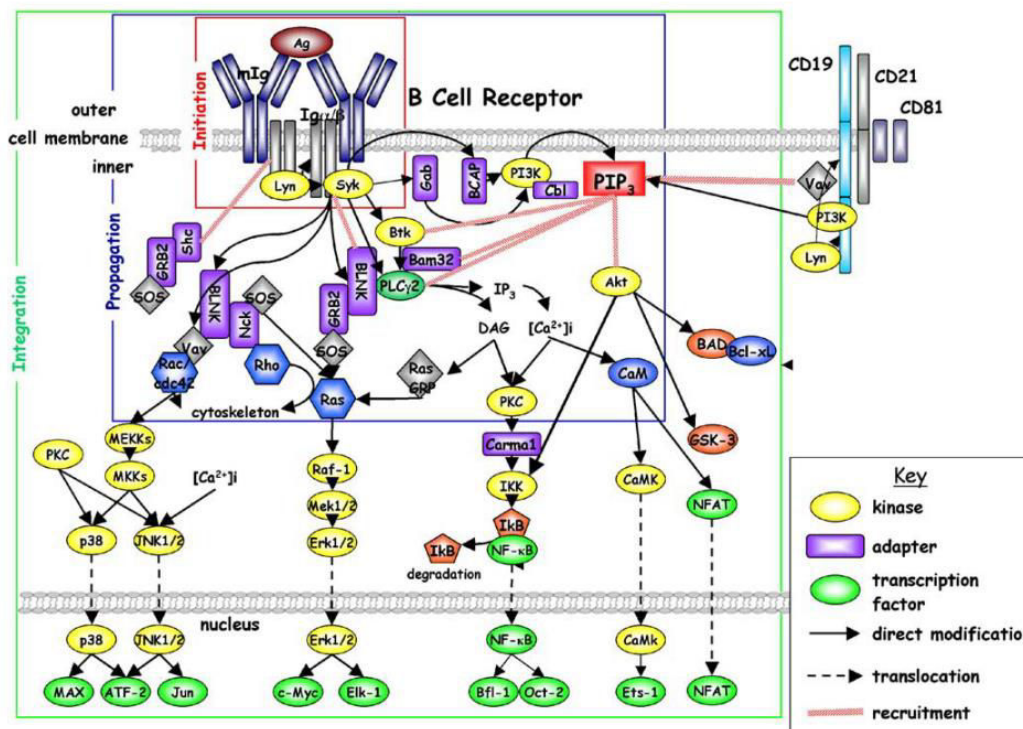 Ag
mIg
Igα/β
B Cell Receptor
Initiation
Propagation
Integration
outer
cell membrane
inner
CD19
CD21
CD81
Lyn
Syk
Gab
BCAP
PI3K
Cbl
PIP3
Vav
PI3K
Lyn
Btk
Bam32
BLNK
PLCγ2
Shc
GRB2
SOS
BLNK
Nck
SOS
Vav
Rac/
cdc42
Rho
GRB2
SOS
Ras
Ras
GRP
IP3
DAG
[Ca2+]i
Akt
BAD
Bcl-xL
CaM
cytoskeleton
PKC
Carma1
GSK-3
MEKKs
PKC
MKKs
[Ca2+]i
Raf-1
IKK
CaMK
NFAT
Mek1/2
p38
JNK1/2
Erk1/2
IkB
NF-κB
IkB
degradation
nucleus
p38
JNK1/2
Erk1/2
NF-κB
CaMk
MAX
ATF-2
Jun
c-Myc
Elk-1
Bfl-1
Oct-2
Ets-1
NFAT
Key
kinase
adapter
transcription
factor
direct modificatio
translocation
recruitment